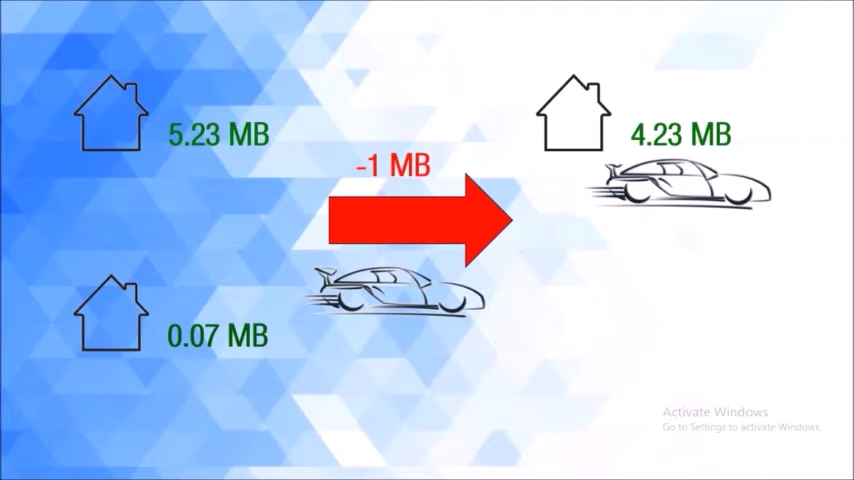 5.23 MB
4.23 MB
-1 MB
0.07 MB
Activate Windows
Go to Settings to activate Windows.